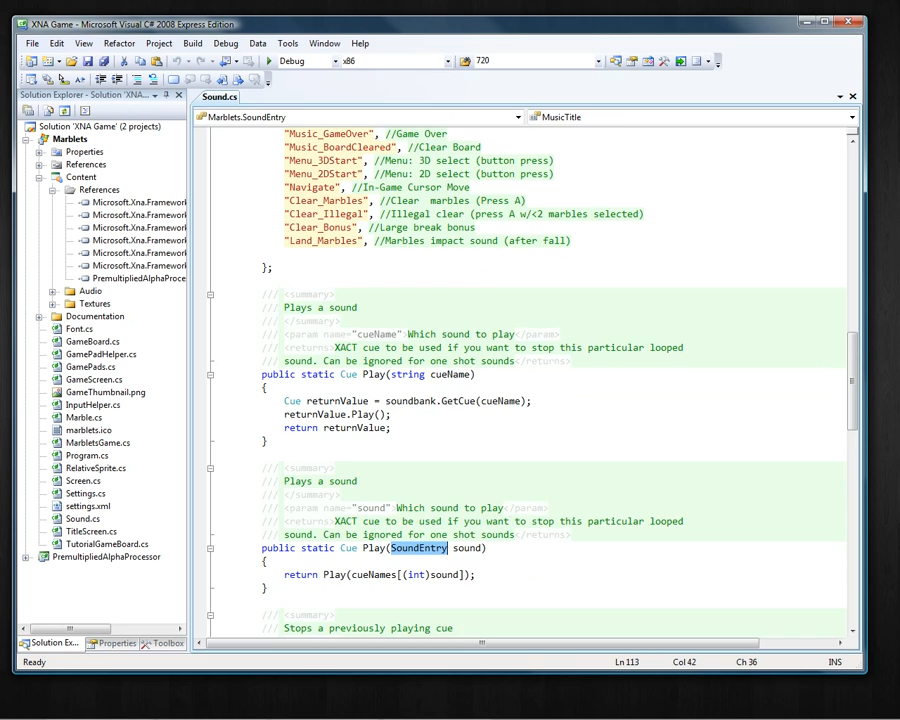 XNA Game - Microsoft Visual C# 2008 Express Edition
File Edit View Refactor Project Build Debug Data Tools Window Help
Debug x86 720
Solution Explorer - Solution 'XNA...
Sound.cs
Marblets.SoundEntry MusicTitle
Solution 'XNA Game' (2 projects)
Marblets
Properties
References
Content
References
Microsoft.Xna.Framework
Microsoft.Xna.Framework
Microsoft.Xna.Framework
Microsoft.Xna.Framework
Microsoft.Xna.Framework
Microsoft.Xna.Framework
PremultipliedAlphaProce
Audio
Textures
Documentation
Font.cs
GameBoard.cs
GamePadHelper.cs
GamePads.cs
GameScreen.cs
GameThumbnail.png
InputHelper.cs
Marble.cs
marblets.ico
MarbletsGame.cs
Program.cs
RelativeSprite.cs
Screen.cs
Settings.cs
settings.xml
Sound.cs
TitleScreen.cs
TutorialGameBoard.cs
PremultipliedAlphaProcessor
Solution Ex... Properties Toolbox
"Music_GameOver", //Game Over
"Music_BoardCleared", //Clear Board
"Menu_3DStart", //Menu: 3D select (button press)
"Menu_2DStart", //Menu: 2D select (button press)
"Navigate", //In-Game Cursor Move
"Clear_Marbles", //Clear  marbles (Press A)
"Clear_Illegal", //Illegal clear (press A w/<2 marbles selected)
"Clear_Bonus", //Large break bonus
"Land_Marbles", //Marbles impact sound (after fall)
};
/// <summary>
/// Plays a sound
/// </summary>
/// <param name="cueName">Which sound to play</param>
/// <returns>XACT cue to be used if you want to stop this particular looped
/// sound. Can be ignored for one shot sounds</returns>
public static Cue Play(string cueName)
{
Cue returnValue = soundbank.GetCue(cueName);
returnValue.Play();
return returnValue;
}
/// <summary>
/// Plays a sound
/// </summary>
/// <param name="sound">Which sound to play</param>
/// <returns>XACT cue to be used if you want to stop this particular looped
/// sound. Can be ignored for one shot sounds</returns>
public static Cue Play(SoundEntry sound)
{
return Play(cueNames[(int)sound]);
}
/// <summary>
/// Stops a previously playing cue
Ready Ln 113 Col 42 Ch 36 INS